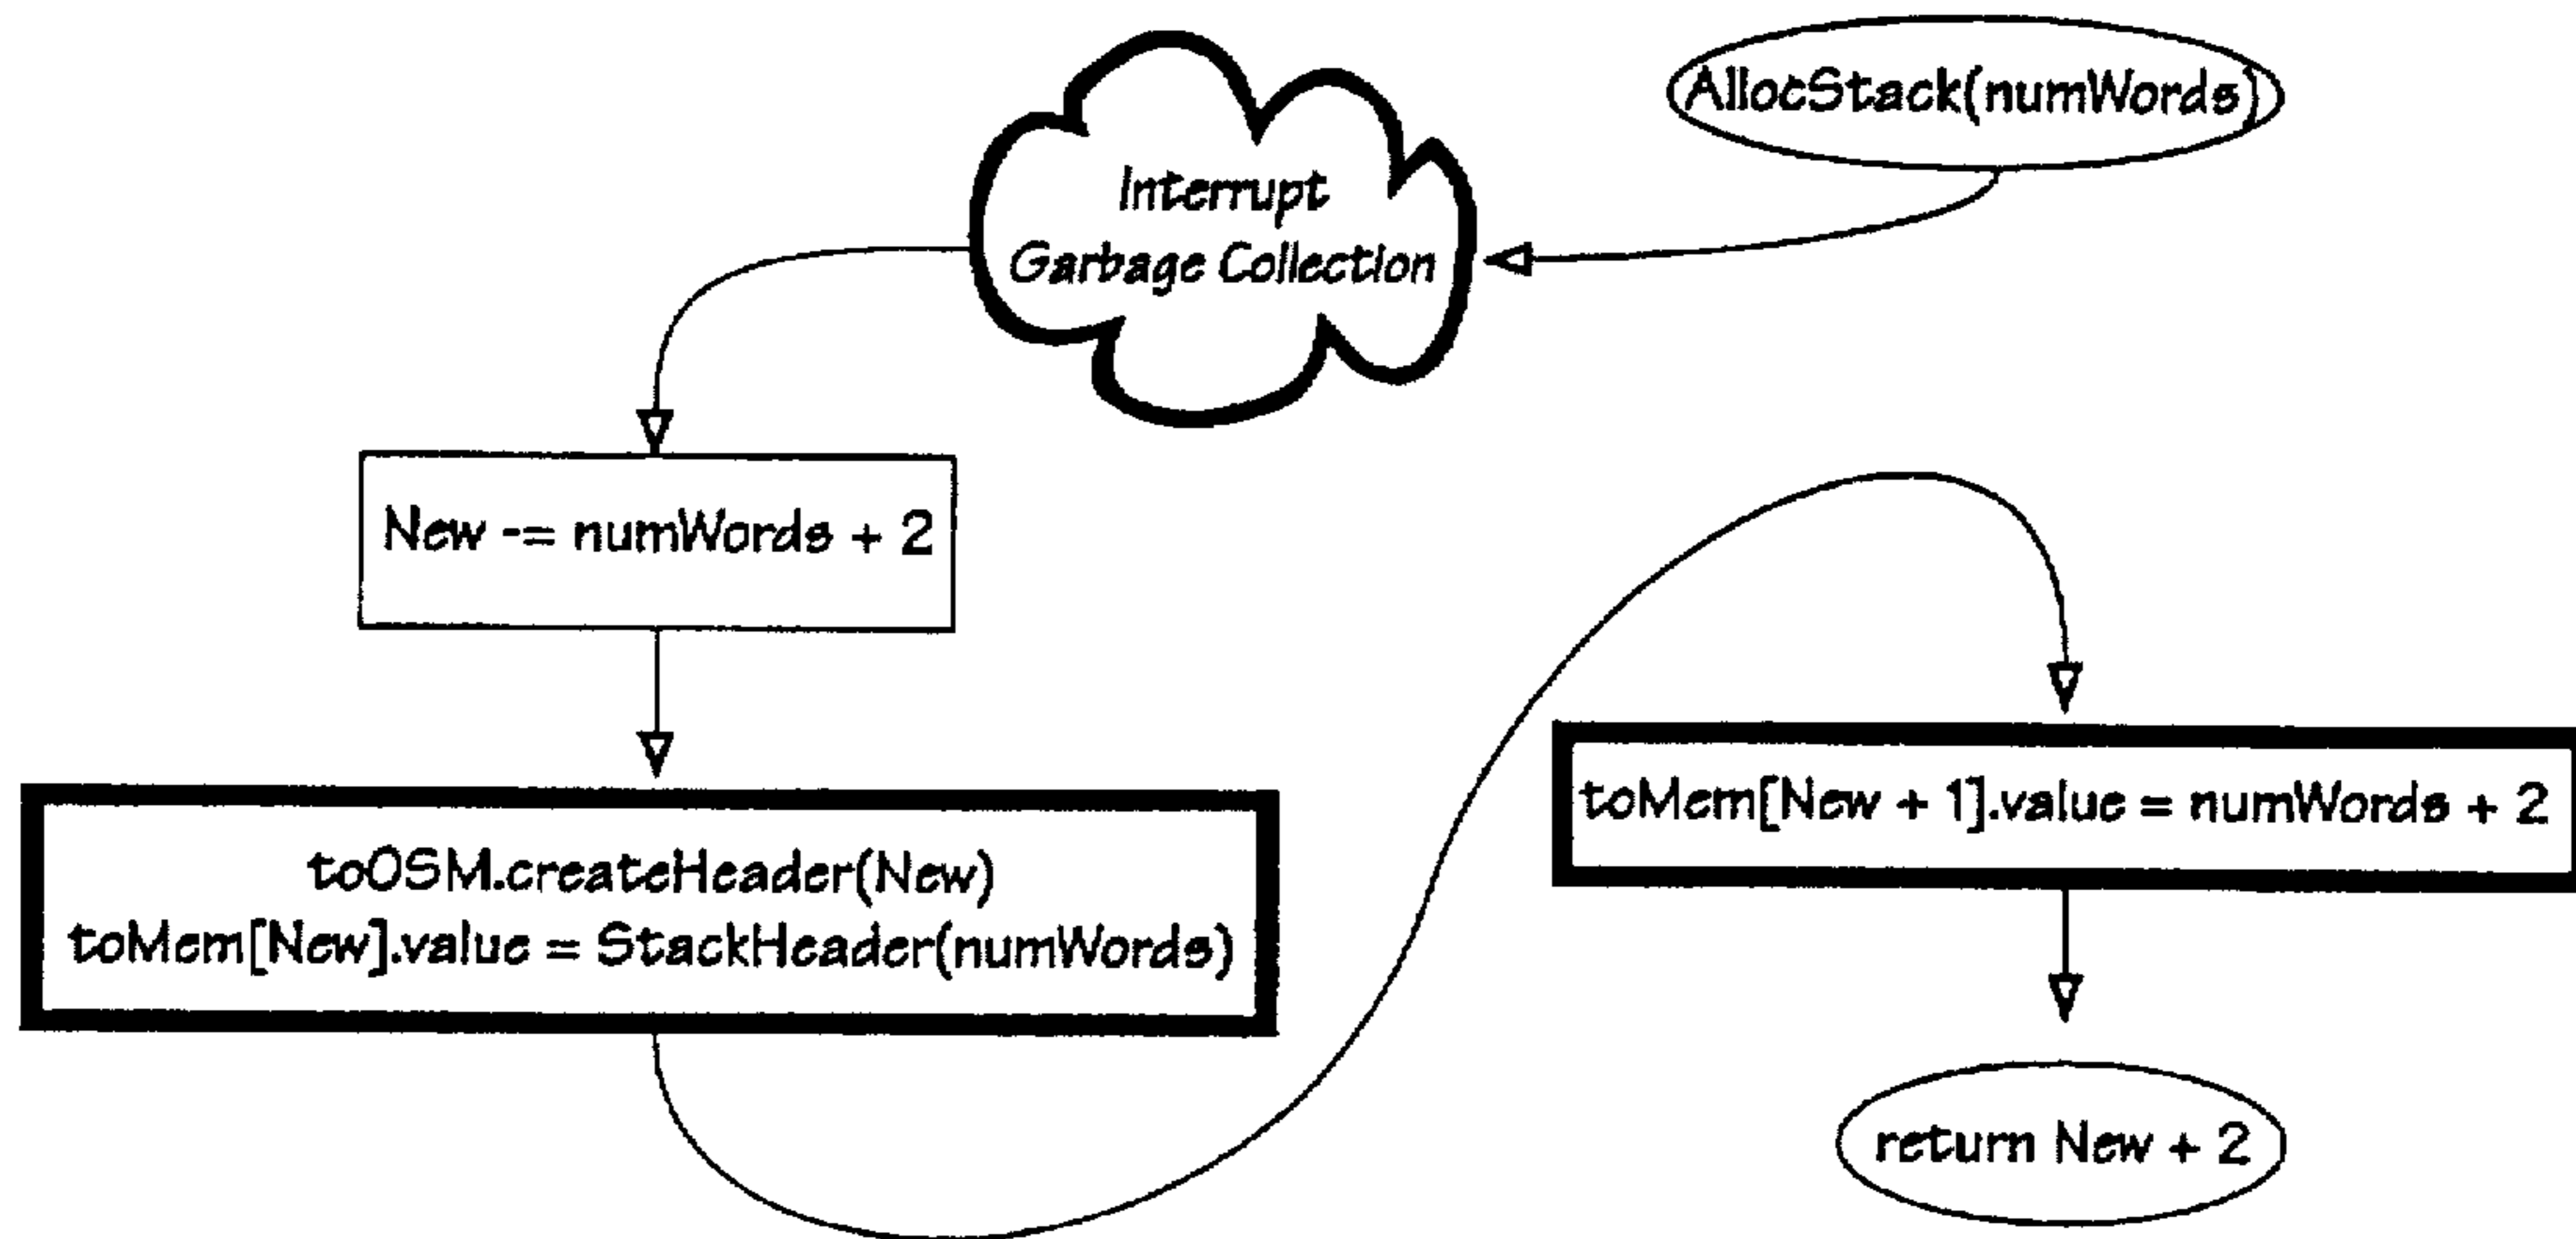 AllocStack(numWords)
Interrupt
Garbage Collection
New -= numWords + 2
toOSM.createHeader(New)
toMem[New].value = StackHeader(numWords)
toMem[New + 1].value = numWords + 2
return New + 2